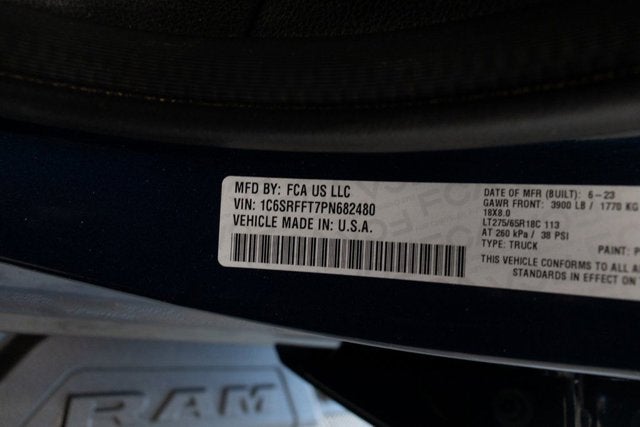 MFD BY: FCA US LLC
VIN: 1C6SRFFT7PN682480
VEHICLE MADE IN: U.S.A.
DATE OF MFR (BUILT): 6-23
GAWR FRONT: 3900 LB / 1770 KG
18X8.0
LT275/65R18C 113
AT 260 kPa / 38 PSI
TYPE: TRUCK
PAINT: P
THIS VEHICLE CONFORMS TO ALL A
STANDARDS IN EFFECT ON
RAM